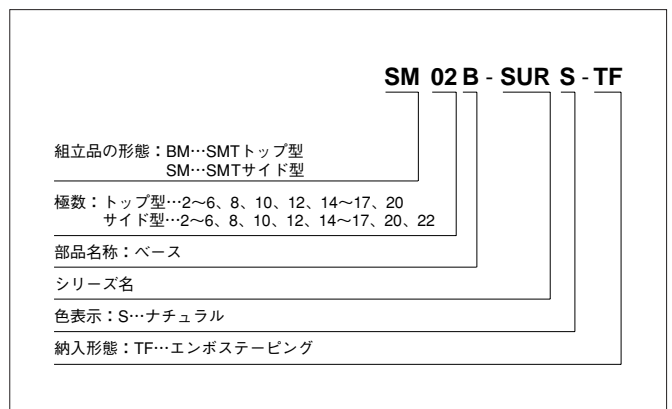 SM 02 B - SUR S - TF
組立品の形態：BM…SMTトップ型
SM…SMTサイド型
極数：トップ型…2〜6、8、10、12、14〜17、20
サイド型…2〜6、8、10、12、14〜17、20、22
部品名称：ベース
シリーズ名
色表示：S…ナチュラル
納入形態：TF…エンボステーピング